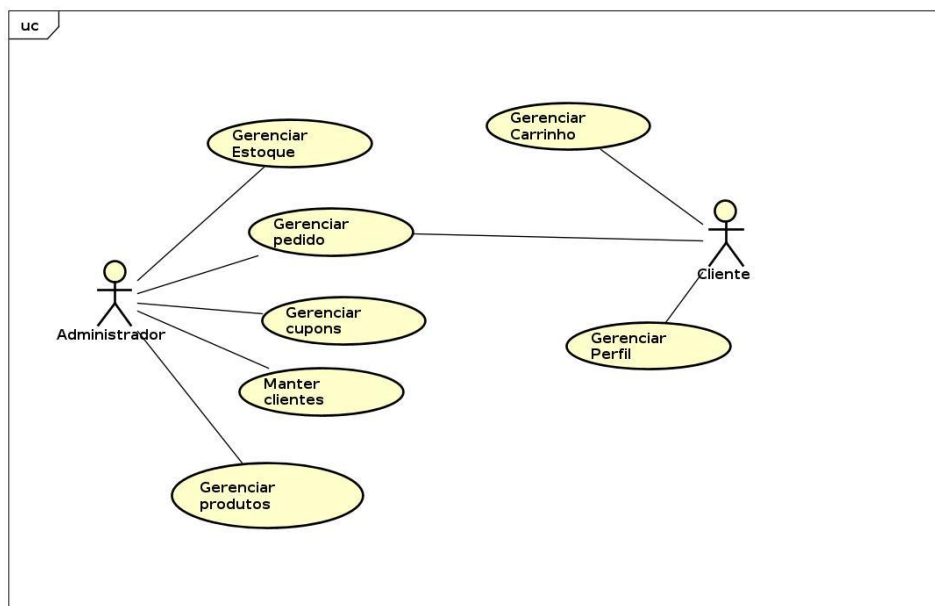 uc
Gerenciar
Estoque
Gerenciar
Carrinho
Gerenciar
pedido
Cliente
Administrador
Gerenciar
cupons
Gerenciar
Perfil
Manter
clientes
Gerenciar
produtos